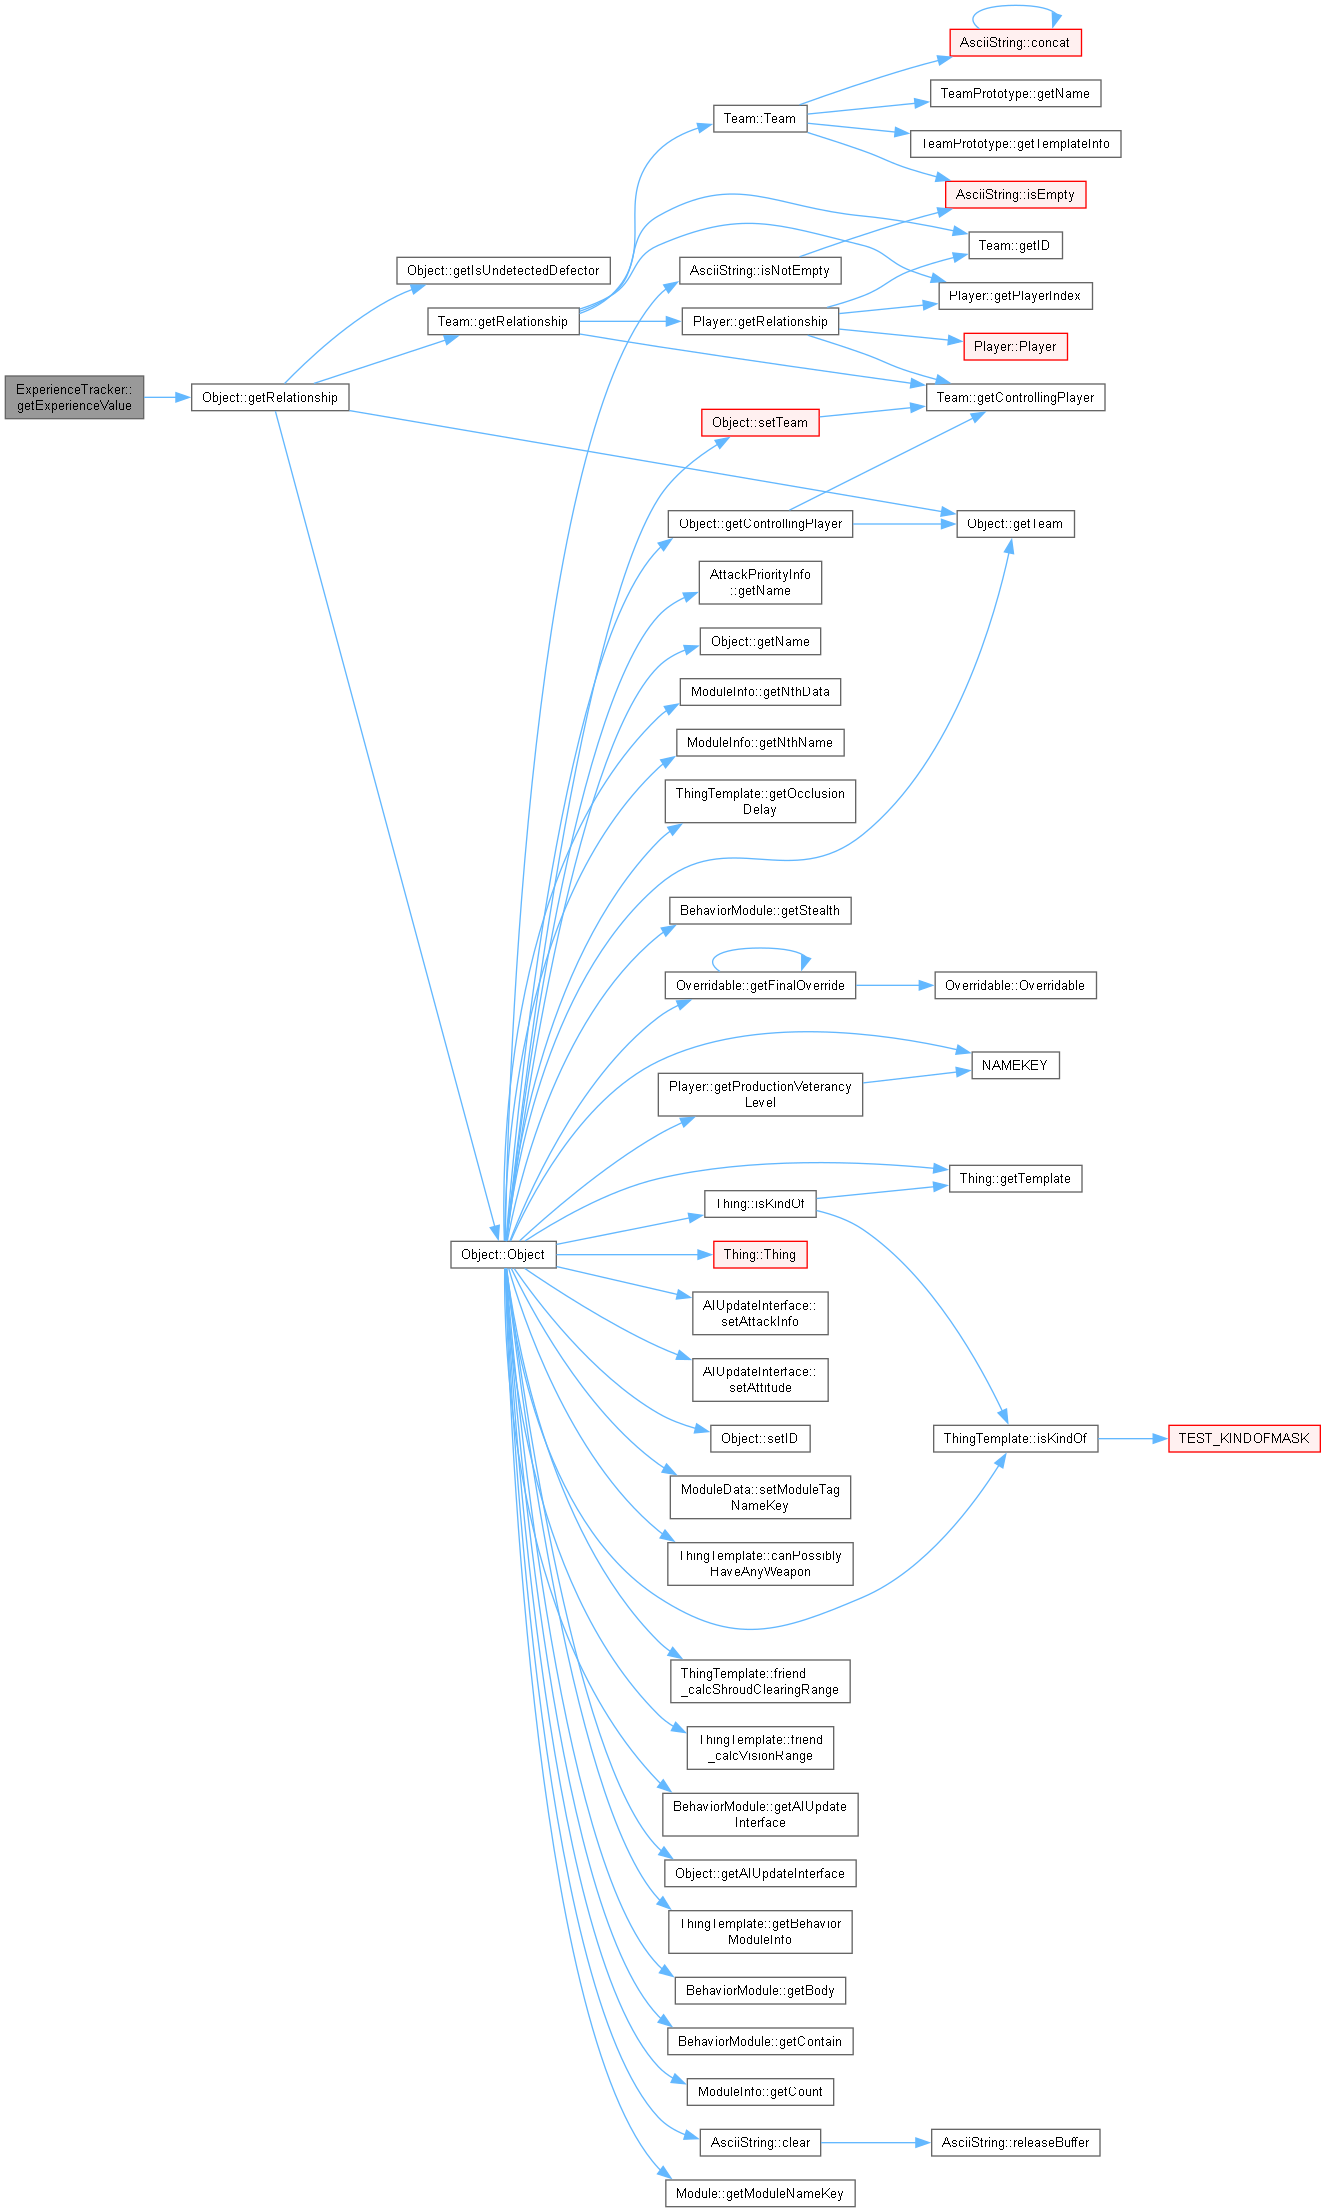 AsciiString::concat
TeamPrototype::getName
Team::Team
TeamPrototype::getTemplateInfo
AsciiString::isEmpty
Team::getID
Object::getIsUndetectedDefector
AsciiString::isNotEmpty
Player::getPlayerIndex
Team::getRelationship
Player::getRelationship
Player::Player
ExperienceTracker::
getExperienceValue
Object::getRelationship
Team::getControllingPlayer
Object::setTeam
Object::getControllingPlayer
Object::getTeam
AttackPriorityInfo
::getName
Object::getName
ModuleInfo::getNthData
ModuleInfo::getNthName
ThingTemplate::getOcclusion
Delay
BehaviorModule::getStealth
Overridable::getFinalOverride
Overridable::Overridable
NAMEKEY
Player::getProductionVeterancy
Level
Thing::getTemplate
Thing::isKindOf
Object::Object
Thing::Thing
AIUpdateInterface::
setAttackInfo
AIUpdateInterface::
setAttitude
Object::setID
ThingTemplate::isKindOf
TEST_KINDOFMASK
ModuleData::setModuleTag
NameKey
ThingTemplate::canPossibly
HaveAnyWeapon
ThingTemplate::friend
_calcShroudClearingRange
ThingTemplate::friend
_calcVisionRange
BehaviorModule::getAIUpdate
Interface
Object::getAIUpdateInterface
ThingTemplate::getBehavior
ModuleInfo
BehaviorModule::getBody
BehaviorModule::getContain
ModuleInfo::getCount
AsciiString::clear
AsciiString::releaseBuffer
Module::getModuleNameKey